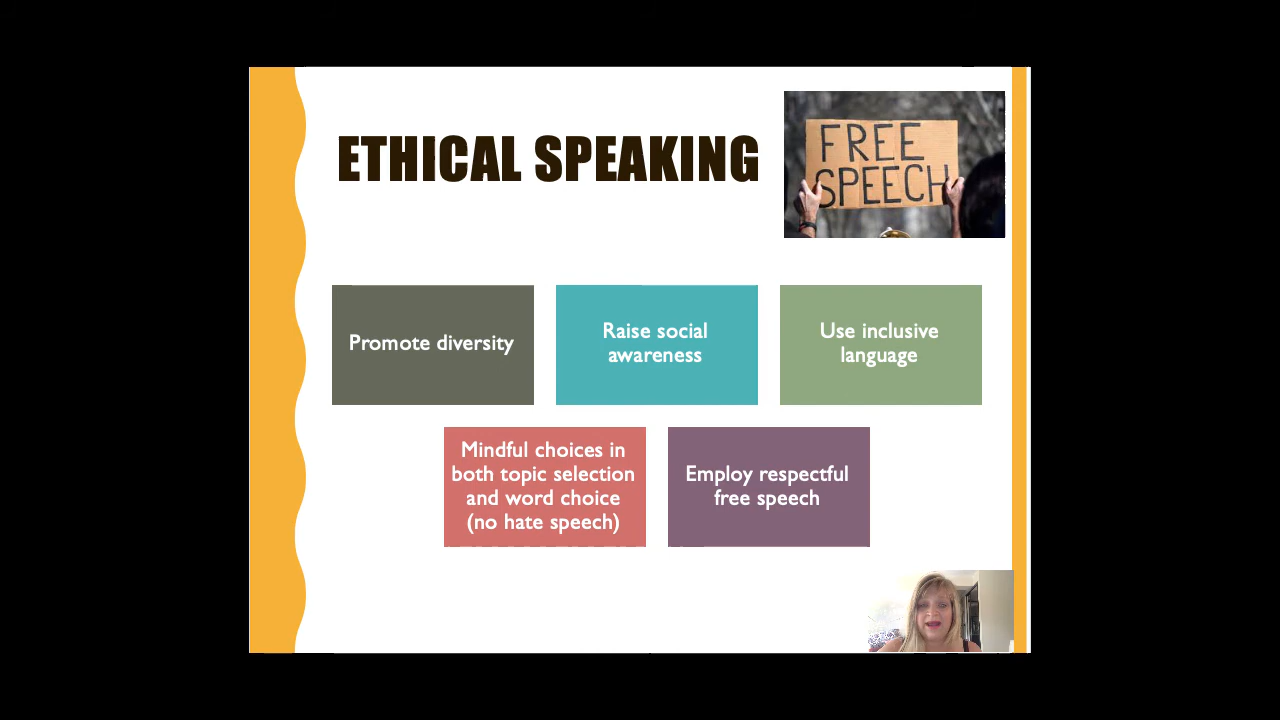 ETHICAL SPEAKING
FREE
SPEECH
Promote diversity
Raise social
awareness
Use inclusive
language
Mindful choices in
both topic selection
and word choice
(no hate speech)
Employ respectful
free speech